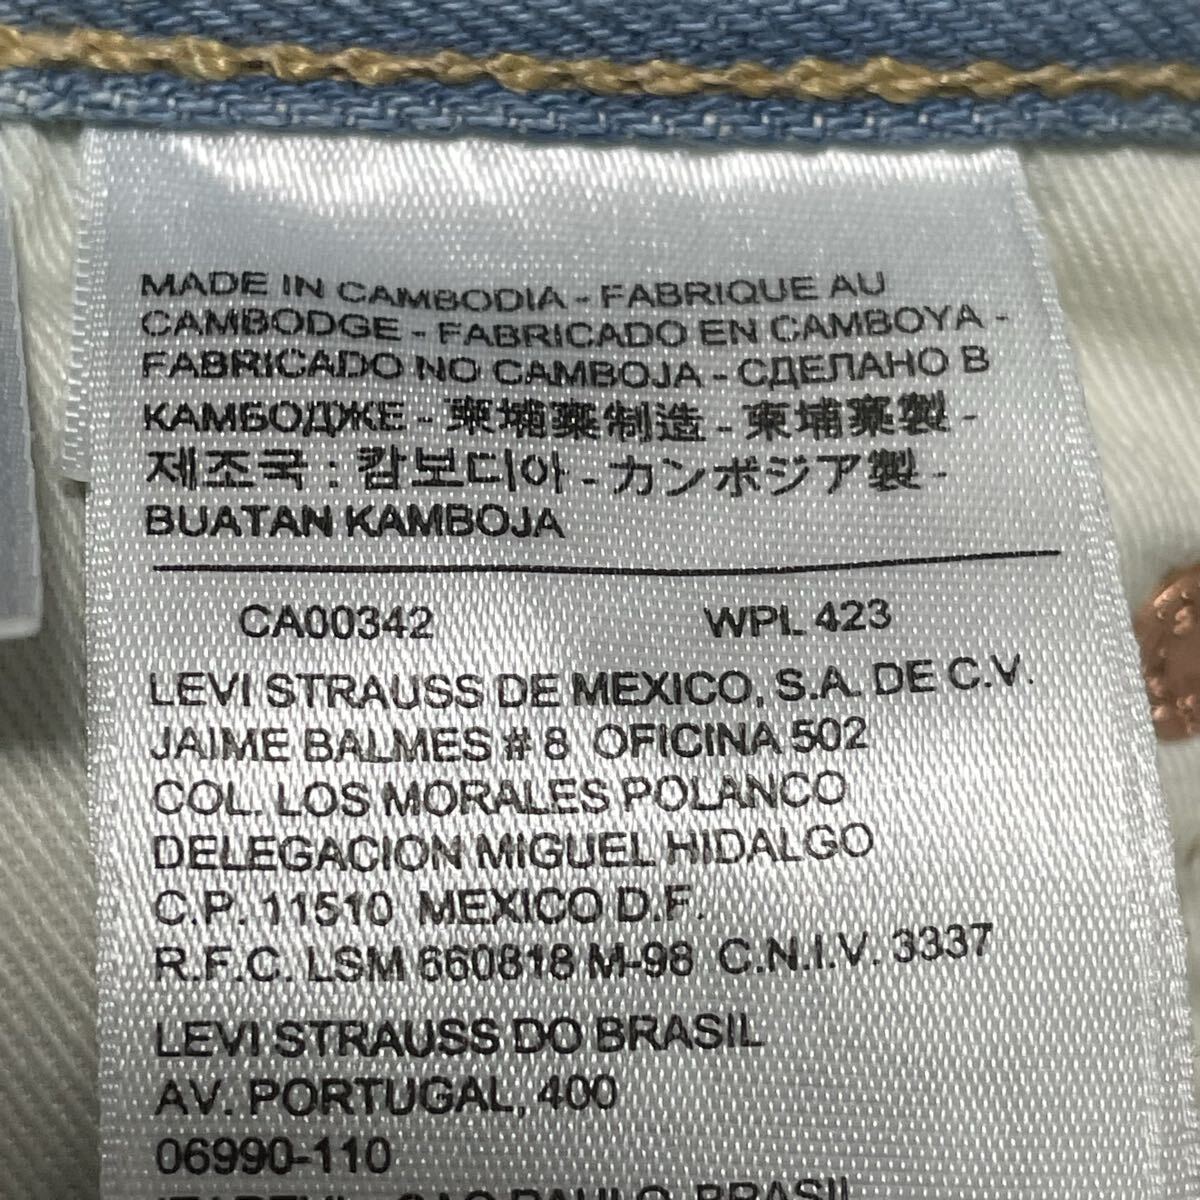 MADE IN CAMBODIA - FABRIQUE AU
CAMBODGE - FABRICADO EN CAMBOYA -
FABRICADO NO CAMBOJA - СДЕЛАНО В
КАМБОДЖЕ - 柬埔寨制造 - 柬埔寨製 -
제조국 : 캄보디아 - カンボジア製 -
BUATAN KAMBOJA
CA00342 WPL 423
LEVI STRAUSS DE MEXICO, S.A. DE C.V.
JAIME BALMES # 8 OFICINA 502
COL. LOS MORALES POLANCO
DELEGACION MIGUEL HIDALGO
C.P. 11510 MEXICO D.F.
R.F.C. LSM 660818 M-98 C.N.I.V. 3337
LEVI STRAUSS DO BRASIL
AV. PORTUGAL, 400
06990-110
SAO PAULO, BRASIL